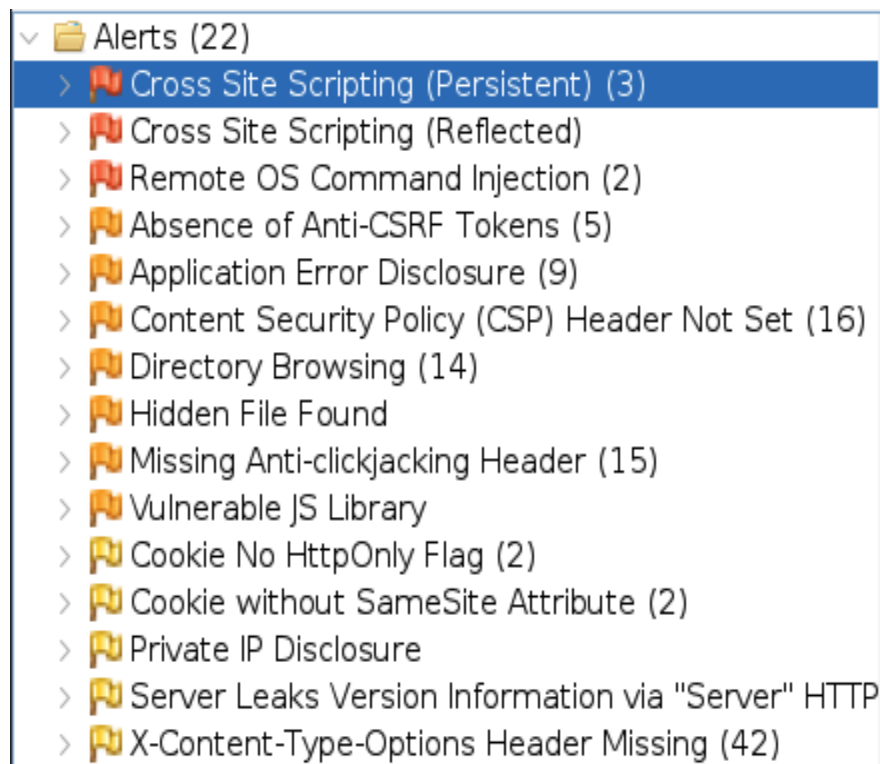 Alerts (22)
Cross Site Scripting (Persistent) (3)
Cross Site Scripting (Reflected)
Remote OS Command Injection (2)
Absence of Anti-CSRF Tokens (5)
Application Error Disclosure (9)
Content Security Policy (CSP) Header Not Set (16)
Directory Browsing (14)
Hidden File Found
Missing Anti-clickjacking Header (15)
Vulnerable JS Library
Cookie No HttpOnly Flag (2)
Cookie without SameSite Attribute (2)
Private IP Disclosure
Server Leaks Version Information via "Server" HTTP
X-Content-Type-Options Header Missing (42)